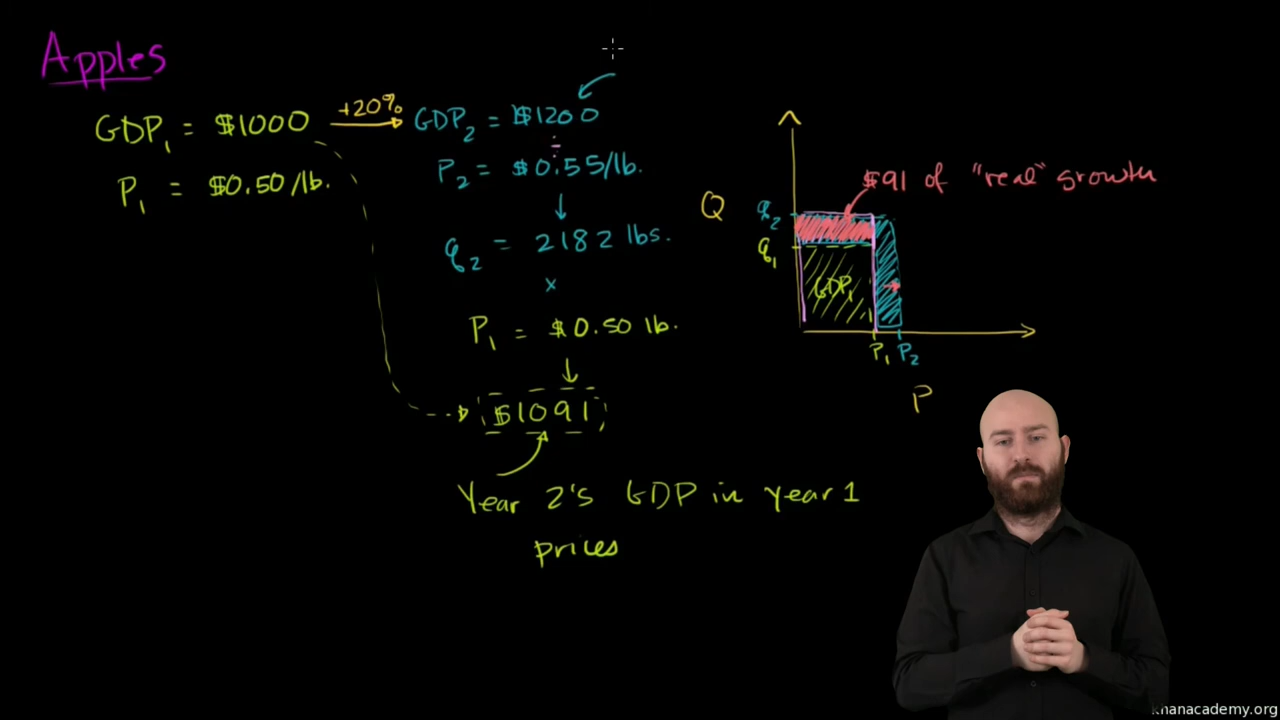 Apples
GDP₁ = $1000
+20%
GDP₂ = $1200
P₁ = $0.50/lb.
÷
P₂ = $0.55/lb.
↓
q₂ = 2182 lbs.
x
P₁ = $0.50 lb.
↓
$1091
Year 2's GDP in year 1
prices
$91 of "real" growth
Q
q₂
q₁
GDP₁
P₁ P₂
P
khanacademy.org